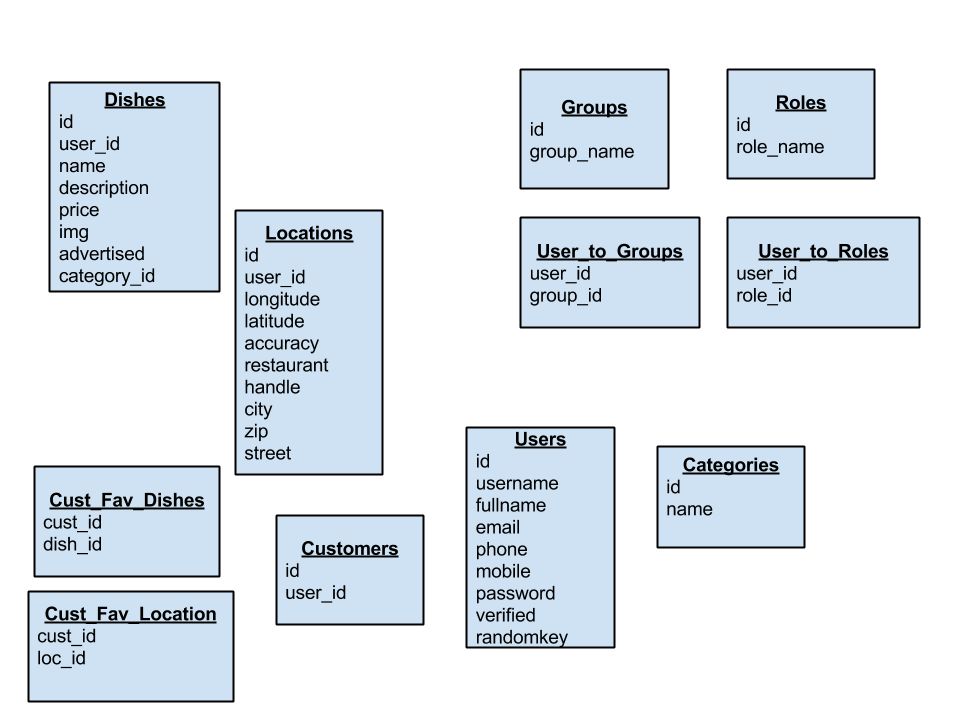 Dishes
id
user_id
name
description
price
img
advertised
category_id
Locations
id
user_id
longitude
latitude
accuracy
restaurant
handle
city
zip
street
Groups
id
group_name
Roles
id
role_name
User_to_Groups
user_id
group_id
User_to_Roles
user_id
role_id
Cust_Fav_Dishes
cust_id
dish_id
Cust_Fav_Location
cust_id
loc_id
Customers
id
user_id
Users
id
username
fullname
email
phone
mobile
password
verified
randomkey
Categories
id
name